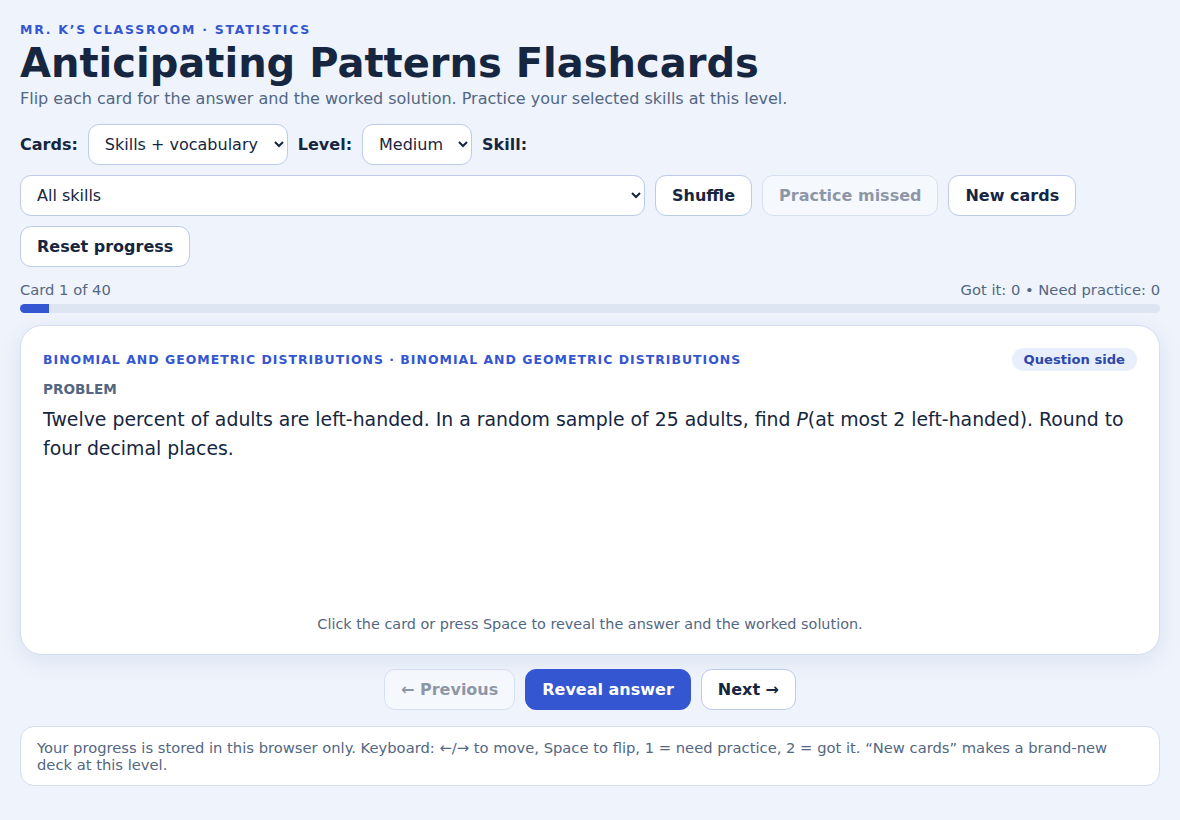 MR. K’S CLASSROOM · STATISTICS
Anticipating Patterns Flashcards
Flip each card for the answer and the worked solution. Practice your selected skills at this level.
Cards: Skills + vocabulary Level: Medium Skill:
All skills Shuffle Practice missed New cards
Reset progress
Card 1 of 40 Got it: 0 • Need practice: 0
BINOMIAL AND GEOMETRIC DISTRIBUTIONS · BINOMIAL AND GEOMETRIC DISTRIBUTIONS Question side
PROBLEM
Twelve percent of adults are left-handed. In a random sample of 25 adults, find P(at most 2 left-handed). Round to
four decimal places.
Click the card or press Space to reveal the answer and the worked solution.
← Previous Reveal answer Next →
Your progress is stored in this browser only. Keyboard: ←/→ to move, Space to flip, 1 = need practice, 2 = got it. “New cards” makes a brand-new
deck at this level.